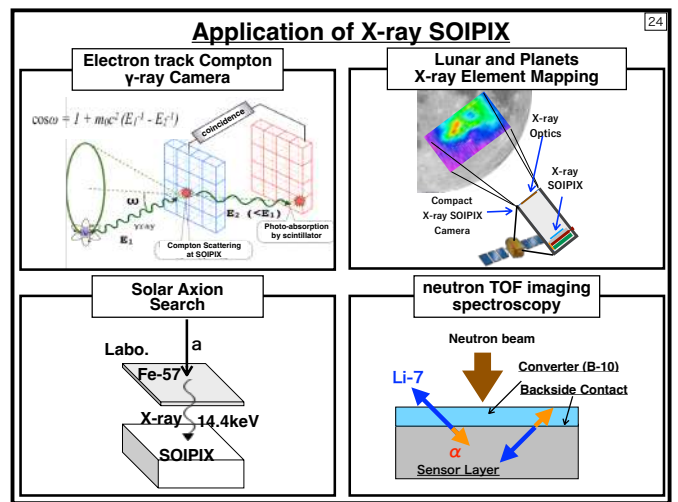 24
Application of X-ray SOIPIX
Electron track Compton
γ-ray Camera
cosω = 1 + m₀c² (E₁⁻¹ - E₂⁻¹)
coincidence
ω
γxray
E₁
E₂ (<E₁)
Compton Scattering
at SOIPIX
Photo-absorption
by scintillator
Lunar and Planets
X-ray Element Mapping
X-ray
Optics
X-ray
SOIPIX
Compact
X-ray SOIPIX
Camera
Solar Axion
Search
a
Labo.
Fe-57
X-ray 14.4keV
SOIPIX
neutron TOF imaging
spectroscopy
Neutron beam
Converter (B-10)
Li-7
Backside Contact
α
Sensor Layer